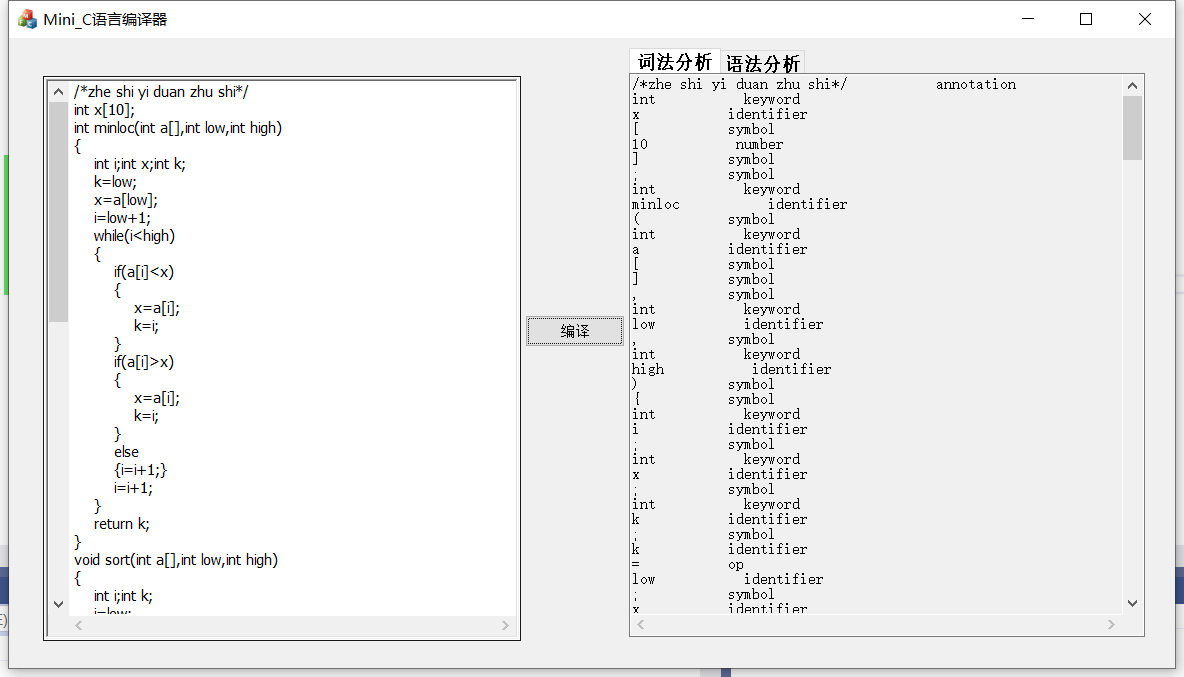 Mini_C语言编译器
/*zhe shi yi duan zhu shi*/
int x[10];
int minloc(int a[],int low,int high)
{
int i;int x;int k;
k=low;
x=a[low];
i=low+1;
while(i<high)
{
if(a[i]<x)
{
x=a[i];
k=i;
}
if(a[i]>x)
{
x=a[i];
k=i;
}
else
{i=i+1;}
i=i+1;
}
return k;
}
void sort(int a[],int low,int high)
{
int i;int k;
i=low;
编译
词法分析 语法分析
/*zhe shi yi duan zhu shi*/ annotation
int keyword
x identifier
[ symbol
10 number
] symbol
; symbol
int keyword
minloc identifier
( symbol
int keyword
a identifier
[ symbol
] symbol
, symbol
int keyword
low identifier
, symbol
int keyword
high identifier
) symbol
{ symbol
int keyword
i identifier
; symbol
int keyword
x identifier
; symbol
int keyword
k identifier
; symbol
k identifier
= op
low identifier
; symbol
x identifier